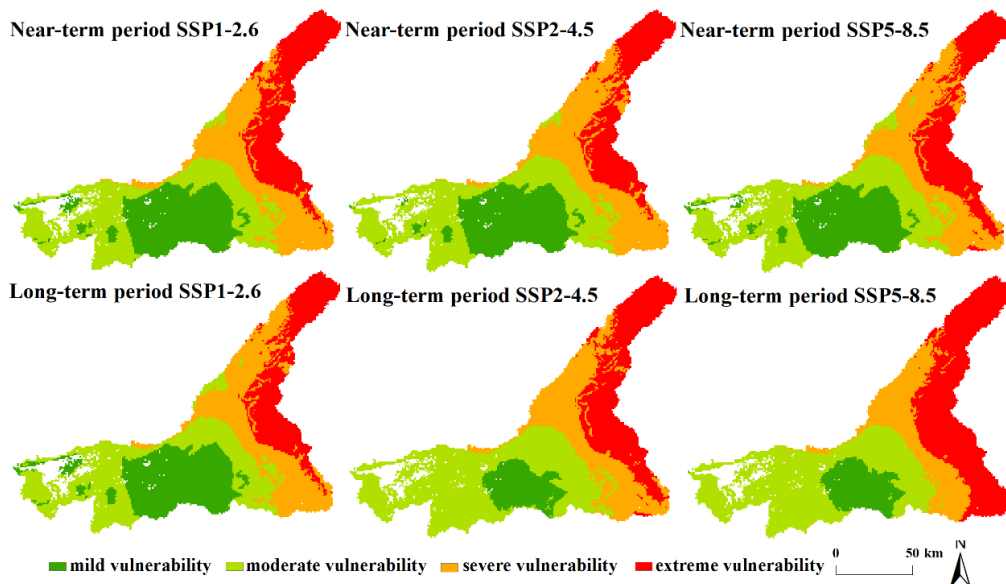 Near-term period SSP1-2.6
Near-term period SSP2-4.5
Near-term period SSP5-8.5
Long-term period SSP1-2.6
Long-term period SSP2-4.5
Long-term period SSP5-8.5
mild vulnerability
moderate vulnerability
severe vulnerability
extreme vulnerability
0
50 km
N